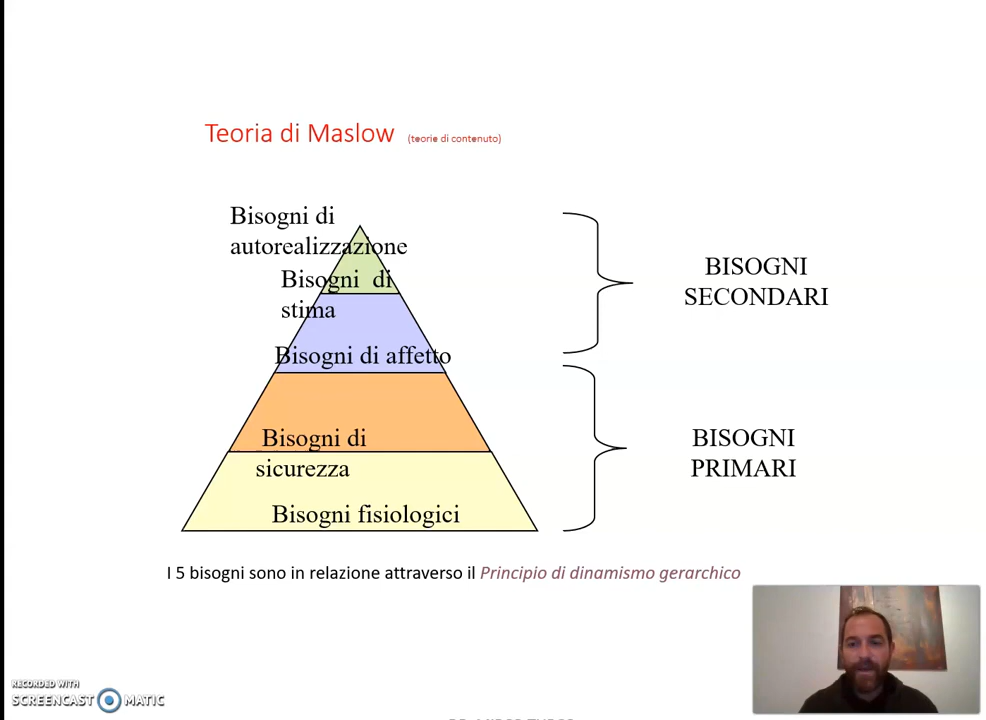 Teoria di Maslow (teorie di contenuto)
Bisogni di
autorealizzazione
Bisogni di
stima
Bisogni di affetto
Bisogni di
sicurezza
Bisogni fisiologici
BISOGNI
SECONDARI
BISOGNI
PRIMARI
I 5 bisogni sono in relazione attraverso il Principio di dinamismo gerarchico
RECORDED WITH
SCREENCAST MATIC